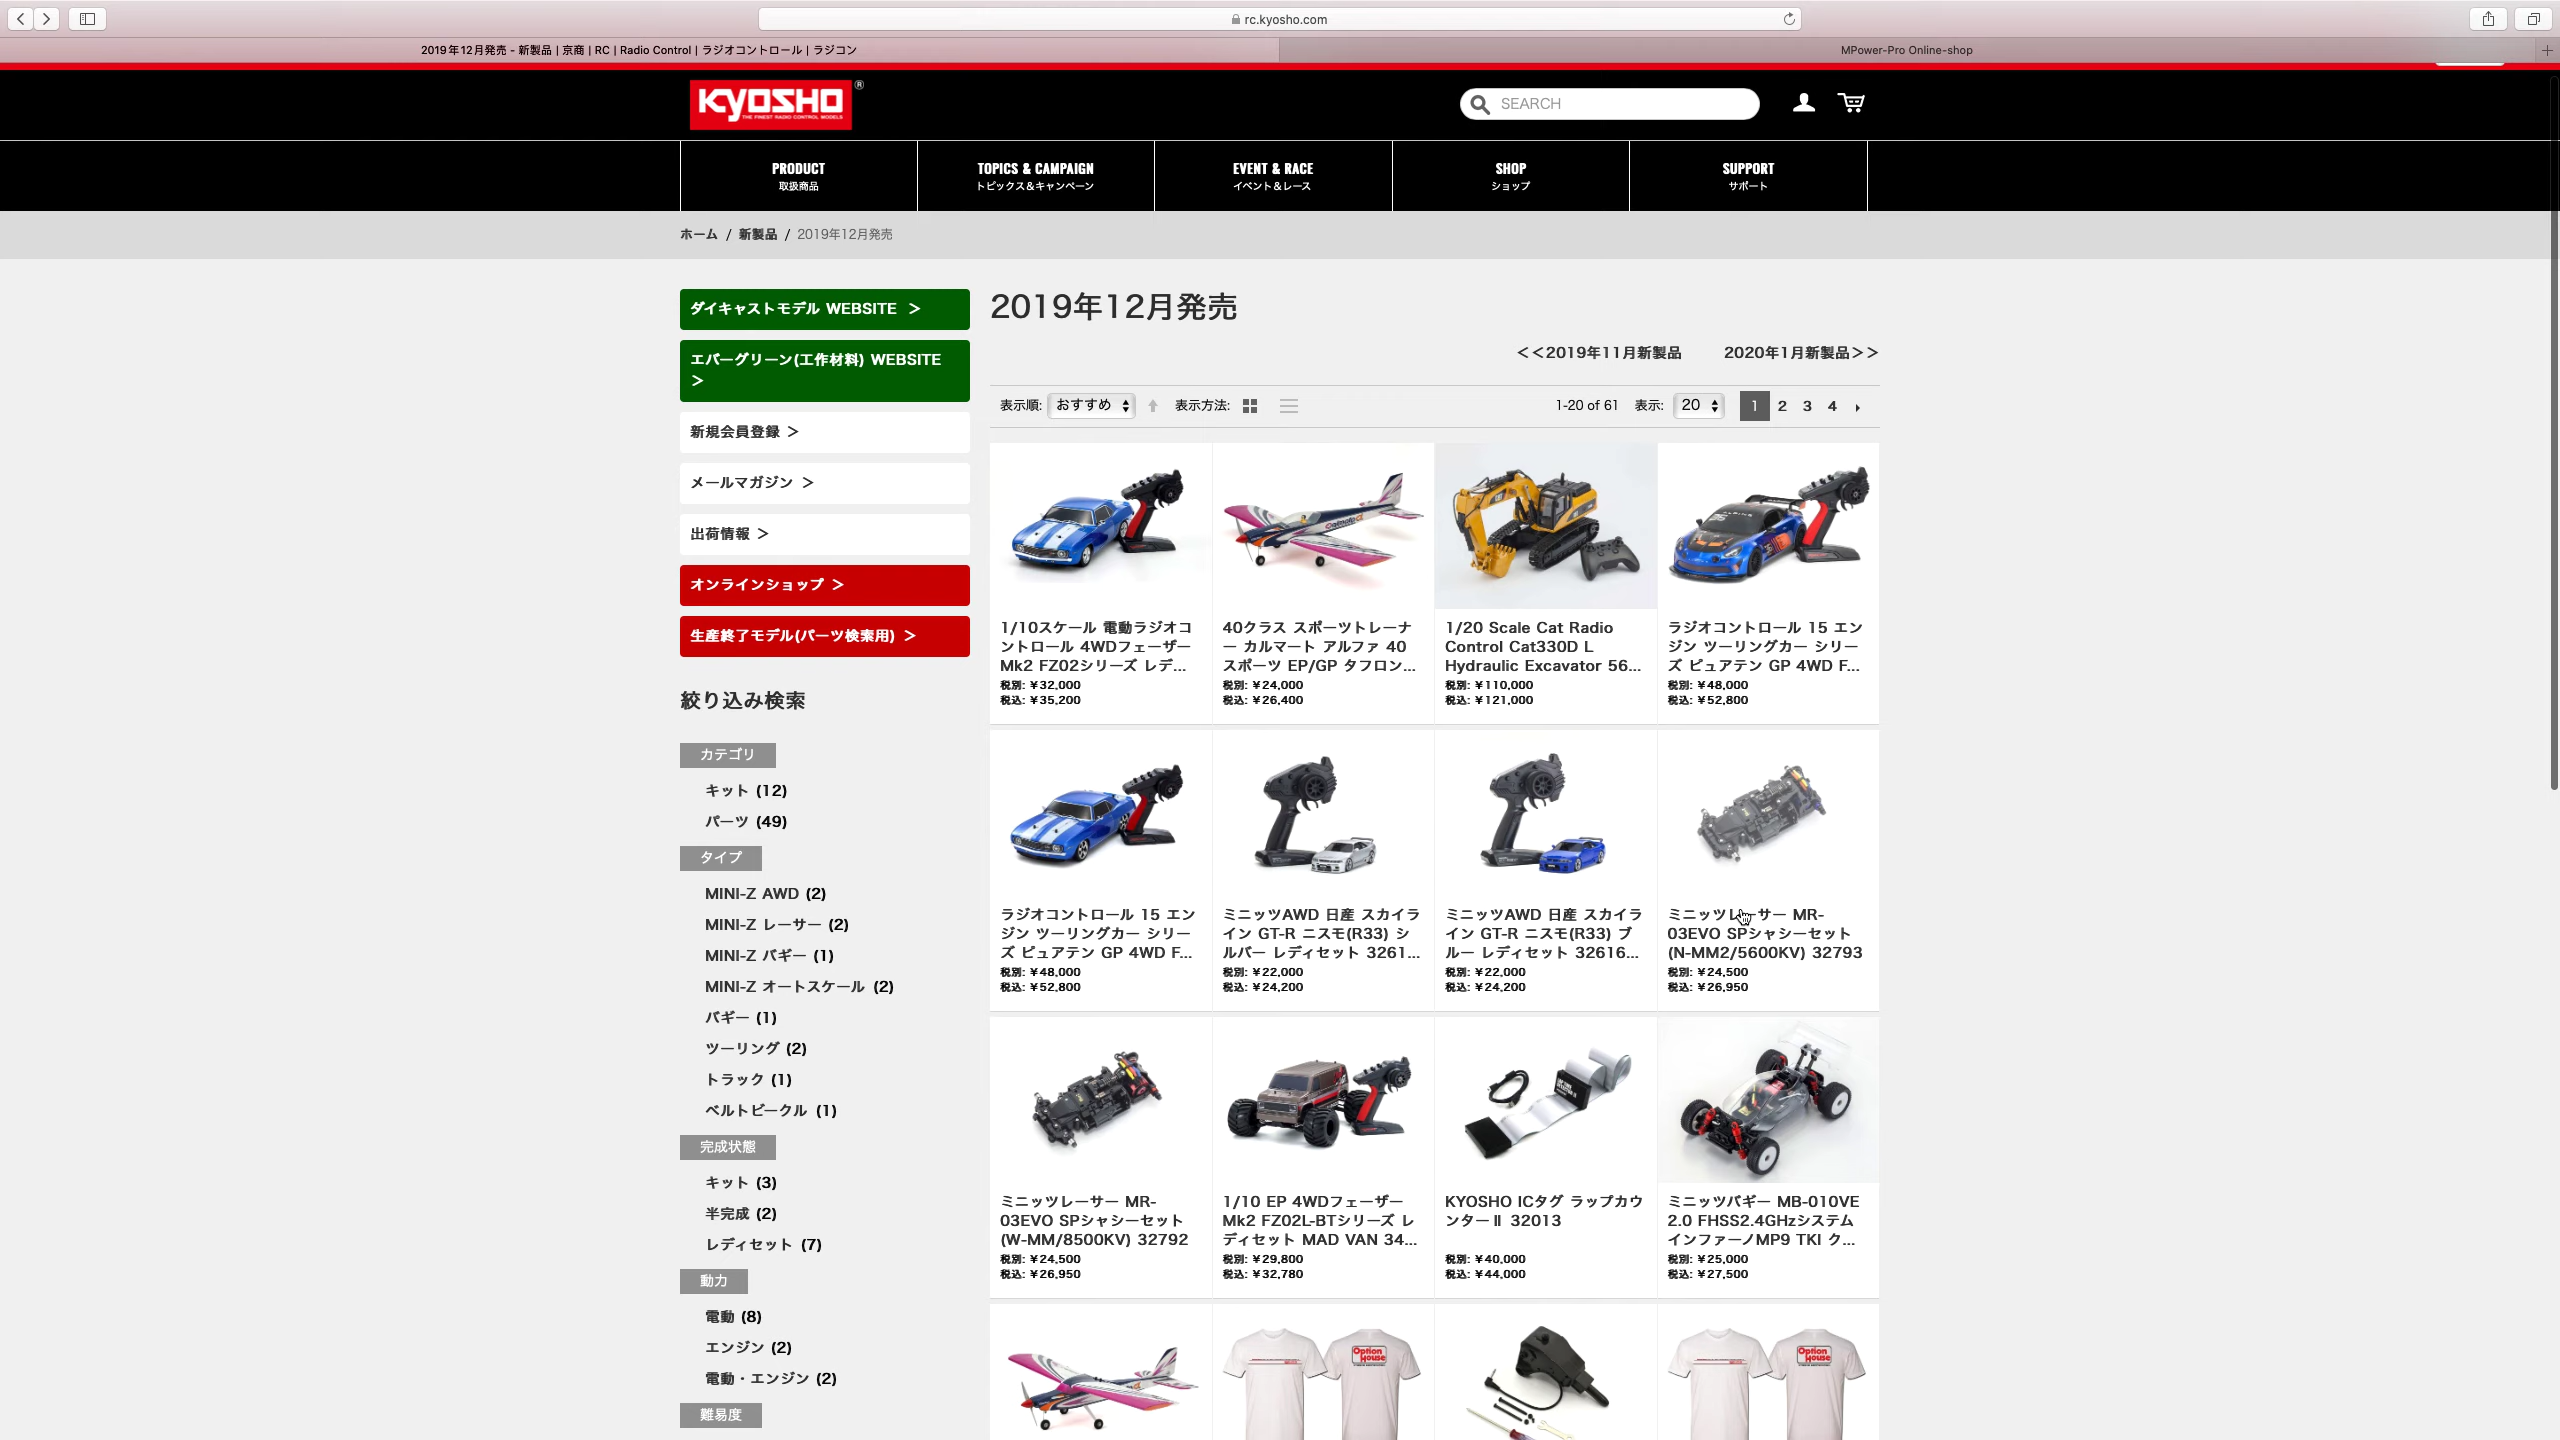 rc.kyosho.com
2019年12月発売 - 新製品 | 京商 | RC | Radio Control | ラジオコントロール | ラジコン
MPower-Pro Online-shop
KYOSHO ®
THE FINEST RADIO CONTROL MODELS
SEARCH
PRODUCT
取扱商品
TOPICS & CAMPAIGN
トピックス&キャンペーン
EVENT & RACE
イベント&レース
SHOP
ショップ
SUPPORT
サポート
ホーム / 新製品 / 2019年12月発売
ダイキャストモデル WEBSITE >
エバーグリーン(工作材料) WEBSITE
>
新規会員登録 >
メールマガジン >
出荷情報 >
オンラインショップ >
生産終了モデル(パーツ検索用) >
絞り込み検索
カテゴリ
キット (12)
パーツ (49)
タイプ
MINI-Z AWD (2)
MINI-Z レーサー (2)
MINI-Z バギー (1)
MINI-Z オートスケール (2)
バギー (1)
ツーリング (2)
トラック (1)
ベルトビークル (1)
完成状態
キット (3)
半完成 (2)
レディセット (7)
動力
電動 (8)
エンジン (2)
電動・エンジン (2)
難易度
2019年12月発売
<<2019年11月新製品 2020年1月新製品>>
表示順: おすすめ 表示方法: 1-20 of 61 表示: 20 1 2 3 4
1/10スケール 電動ラジオコ
ントロール 4WDフェーザー
Mk2 FZ02シリーズ レデ...
税別: ¥32,000
税込: ¥35,200
40クラス スポーツトレーナ
ー カルマート アルファ 40
スポーツ EP/GP タフロン...
税別: ¥24,000
税込: ¥26,400
1/20 Scale Cat Radio
Control Cat330D L
Hydraulic Excavator 56...
税別: ¥110,000
税込: ¥121,000
ラジオコントロール 15 エン
ジン ツーリングカー シリー
ズ ピュアテン GP 4WD F...
税別: ¥48,000
税込: ¥52,800
ラジオコントロール 15 エン
ジン ツーリングカー シリー
ズ ピュアテン GP 4WD F...
税別: ¥48,000
税込: ¥52,800
ミニッツAWD 日産 スカイラ
イン GT-R ニスモ(R33) シ
ルバー レディセット 3261...
税別: ¥22,000
税込: ¥24,200
ミニッツAWD 日産 スカイラ
イン GT-R ニスモ(R33) ブ
ルー レディセット 32616...
税別: ¥22,000
税込: ¥24,200
ミニッツレーサー MR-
03EVO SPシャシーセット
(N-MM2/5600KV) 32793
税別: ¥24,500
税込: ¥26,950
ミニッツレーサー MR-
03EVO SPシャシーセット
(W-MM/8500KV) 32792
税別: ¥24,500
税込: ¥26,950
1/10 EP 4WDフェーザー
Mk2 FZ02L-BTシリーズ レ
ディセット MAD VAN 34...
税別: ¥29,800
税込: ¥32,780
KYOSHO ICタグ ラップカウ
ンターⅡ 32013
税別: ¥40,000
税込: ¥44,000
ミニッツバギー MB-010VE
2.0 FHSS2.4GHzシステム
インファーノMP9 TKI ク...
税別: ¥25,000
税込: ¥27,500
Option
House
Option
House